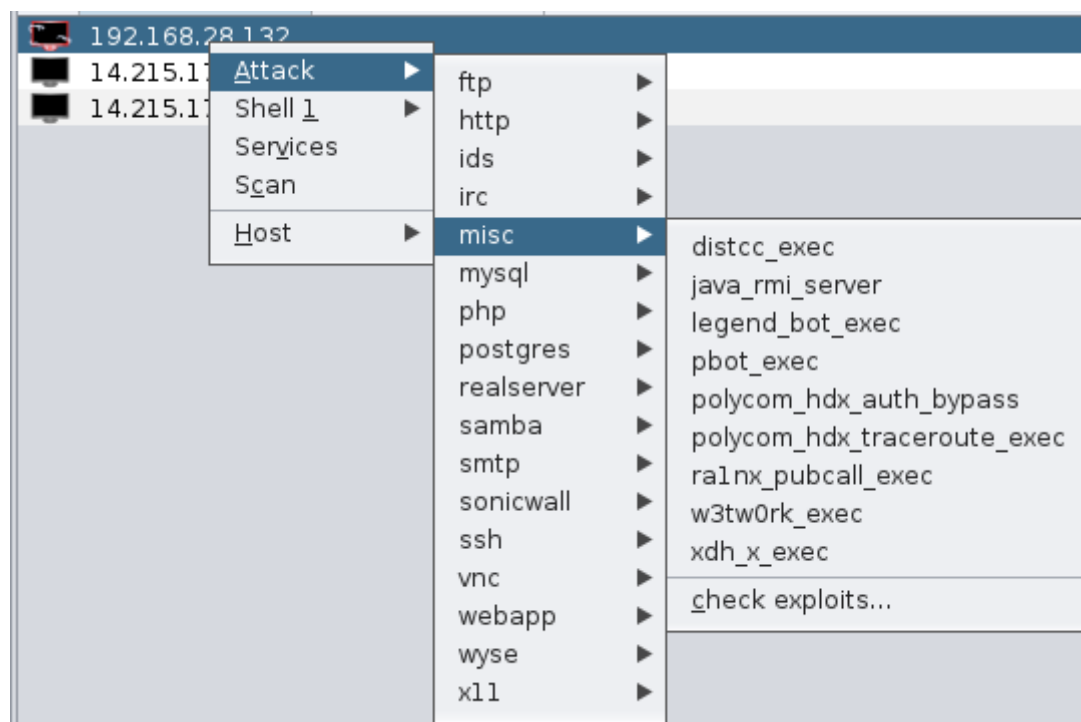 192.168.28.132
14.215.17
14.215.1
Attack
Shell 1
Services
Scan
Host
ftp
http
ids
irc
misc
mysql
php
postgres
realserver
samba
smtp
sonicwall
ssh
vnc
webapp
wyse
x11
distcc_exec
java_rmi_server
legend_bot_exec
pbot_exec
polycom_hdx_auth_bypass
polycom_hdx_traceroute_exec
ra1nx_pubcall_exec
w3tw0rk_exec
xdh_x_exec
check exploits...